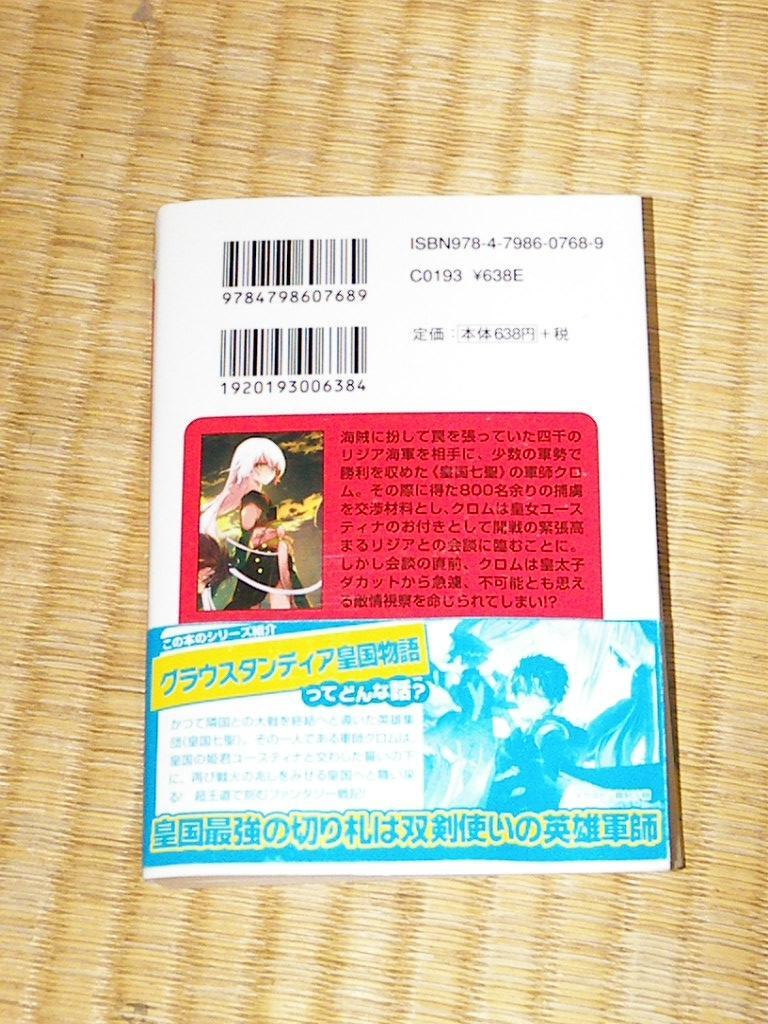 ISBN978-4-7986-0768-9
C0193 ¥638E
9784798607689
定価:本体638円+税
1920193006384
海賊に扮して罠を張っていた四千の
リジア海軍を相手に、少数の軍勢で
勝利を収めた《皇国七聖》の軍師クロ
ム。その際に得た800名余りの捕虜
を交渉材料とし、クロムは皇女ユース
ティナのお付きとして開戦の緊張高
まるリジアとの会談に臨むことに。
しかし会談の直前、クロムは皇太子
ダカットから急遽、不可能とも思え
る敵情視察を命じられてしまい!?
この本のシリーズ紹介
グラウスタンディア皇国物語
ってどんな話?
かつて隣国との大戦を終結へと導いた英雄集
団《皇国七聖》。その一人である軍師クロムは、
皇国の姫君ユースティナと交わした誓いの下
に、再び戦火の兆しをみせる皇国へと舞い戻
る! 超王道で刻むファンタジー戦記!
皇国最強の切り札は双剣使いの英雄軍師